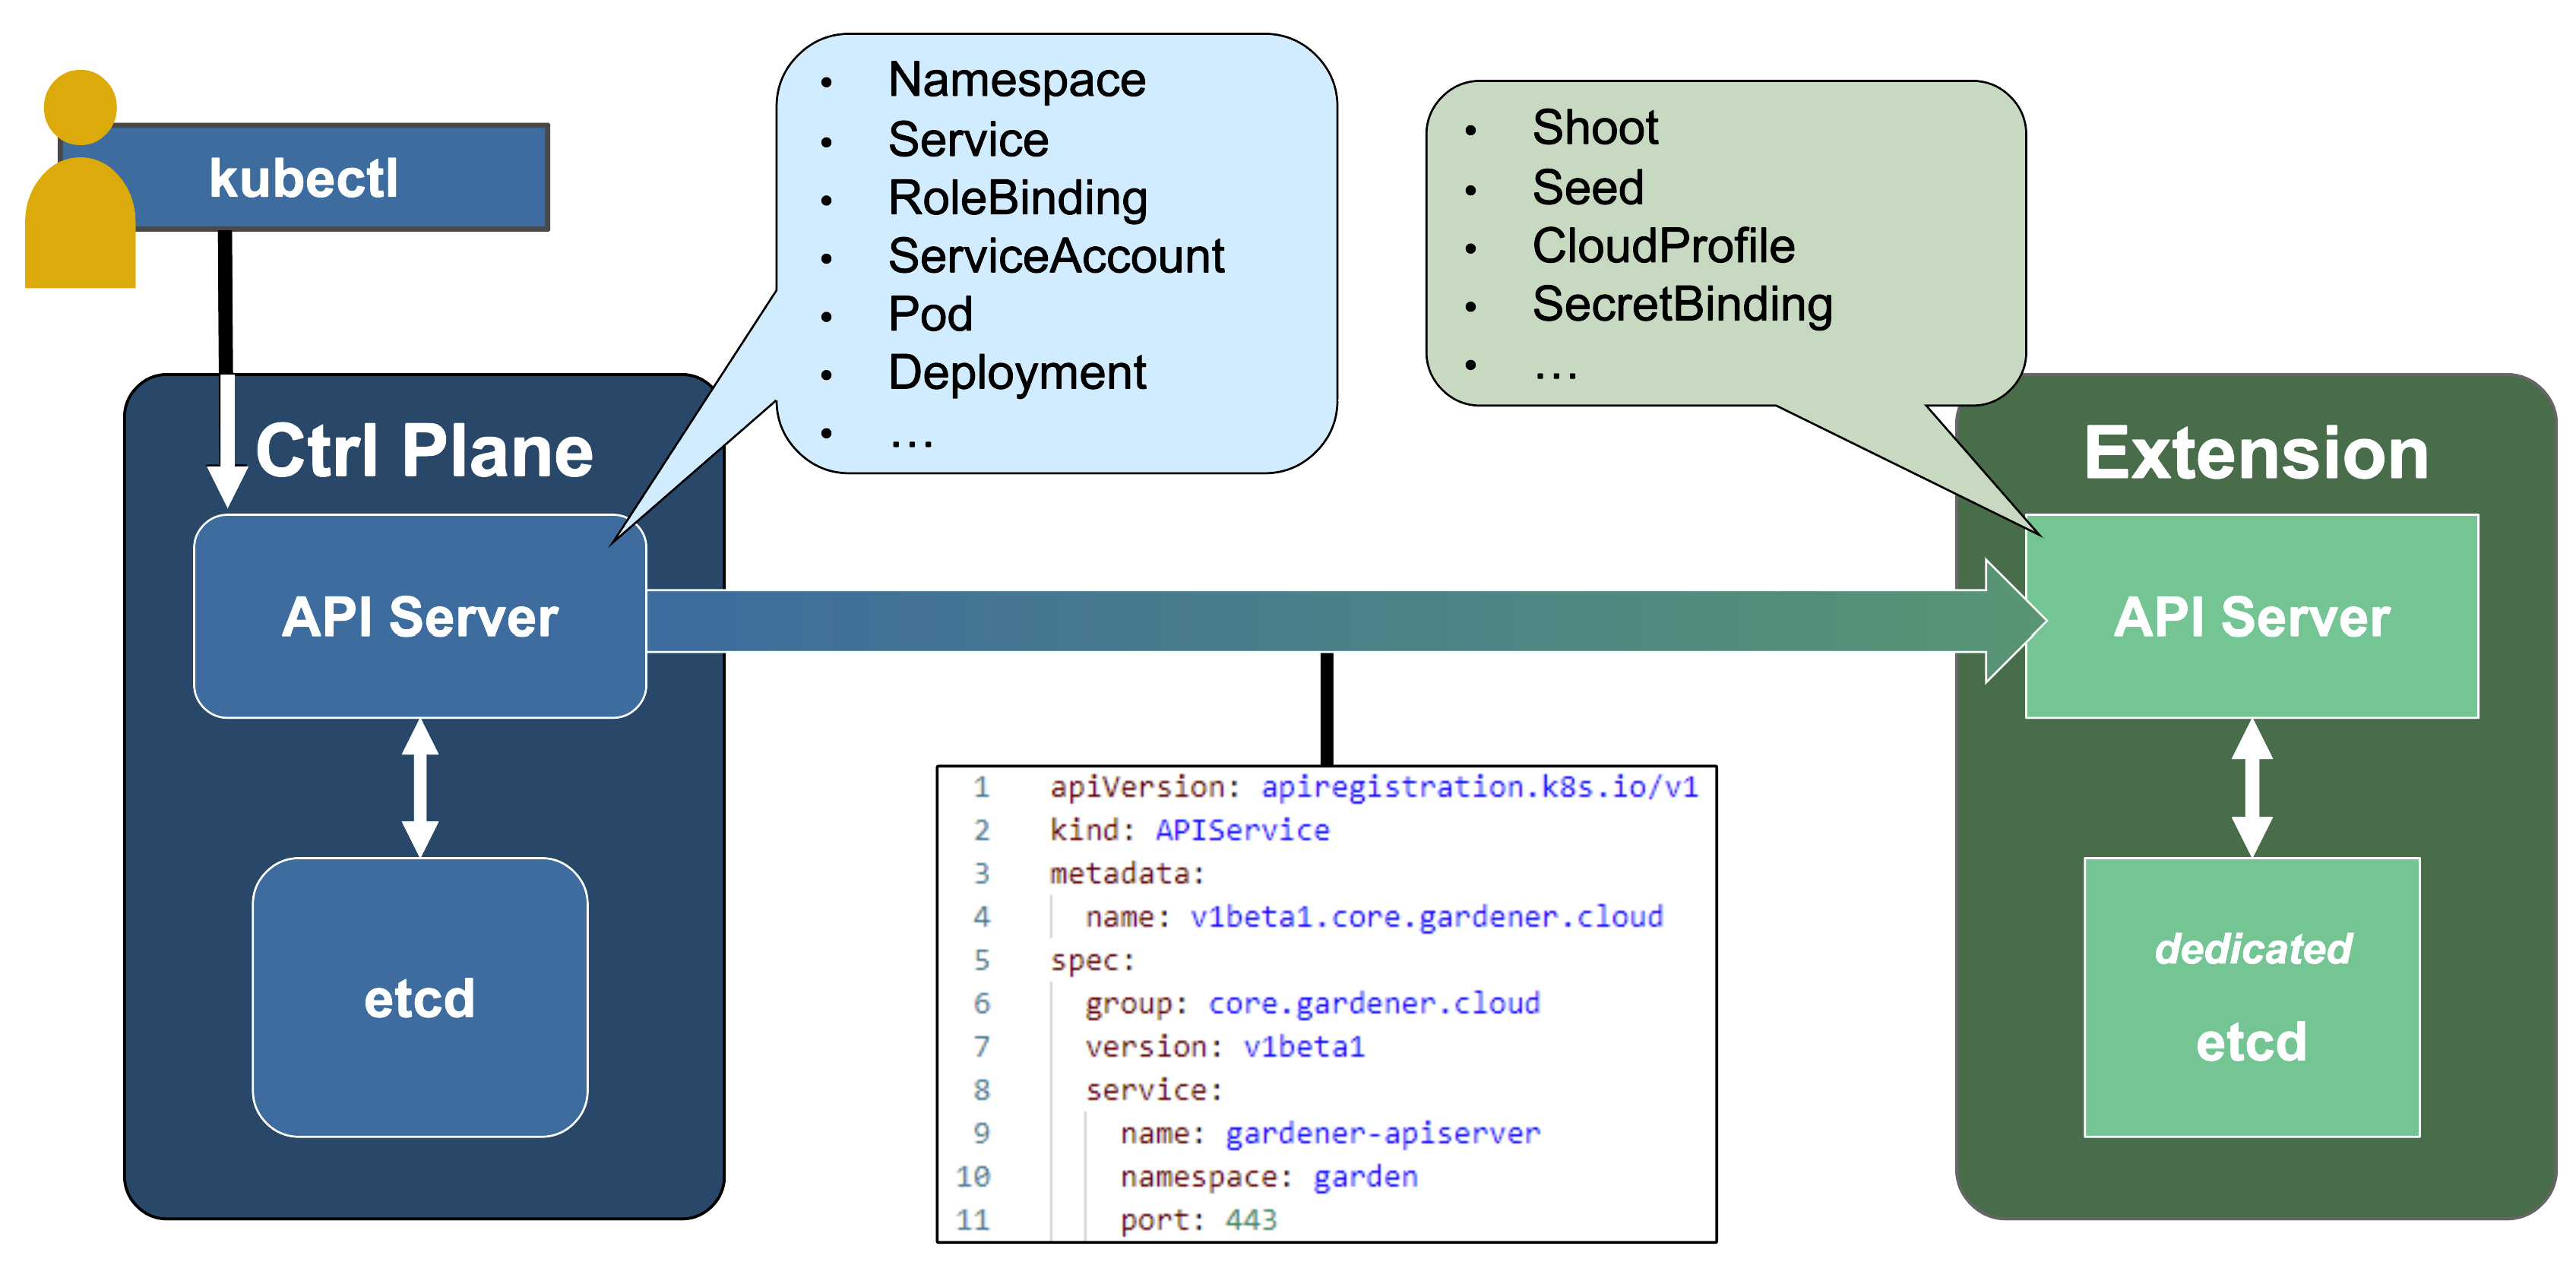 kubectl
• Namespace
• Service
• RoleBinding
• ServiceAccount
• Pod
• Deployment
• …
• Shoot
• Seed
• CloudProfile
• SecretBinding
• …
Ctrl Plane
API Server
etcd
1 apiVersion: apiregistration.k8s.io/v1
2 kind: APIService
3 metadata:
4   name: v1beta1.core.gardener.cloud
5 spec:
6   group: core.gardener.cloud
7   version: v1beta1
8   service:
9     name: gardener-apiserver
10     namespace: garden
11     port: 443
Extension
API Server
dedicated
etcd